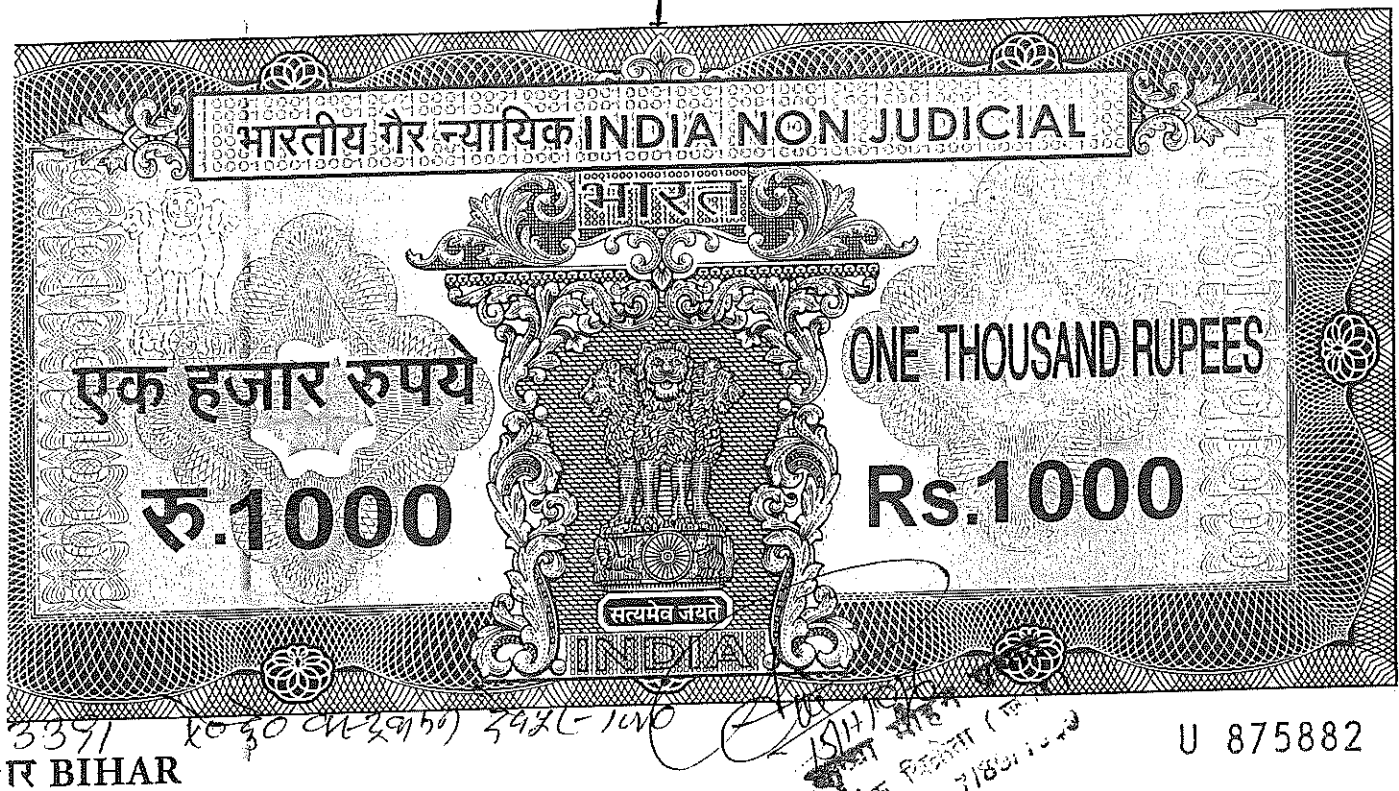 भारतीय गैर न्यायिक INDIA NON JUDICIAL
भारत
एक हजार रुपये
ONE THOUSAND RUPEES
रु.1000
Rs.1000
सत्यमेव जयते
INDIA
3391
U 875882
BIHAR